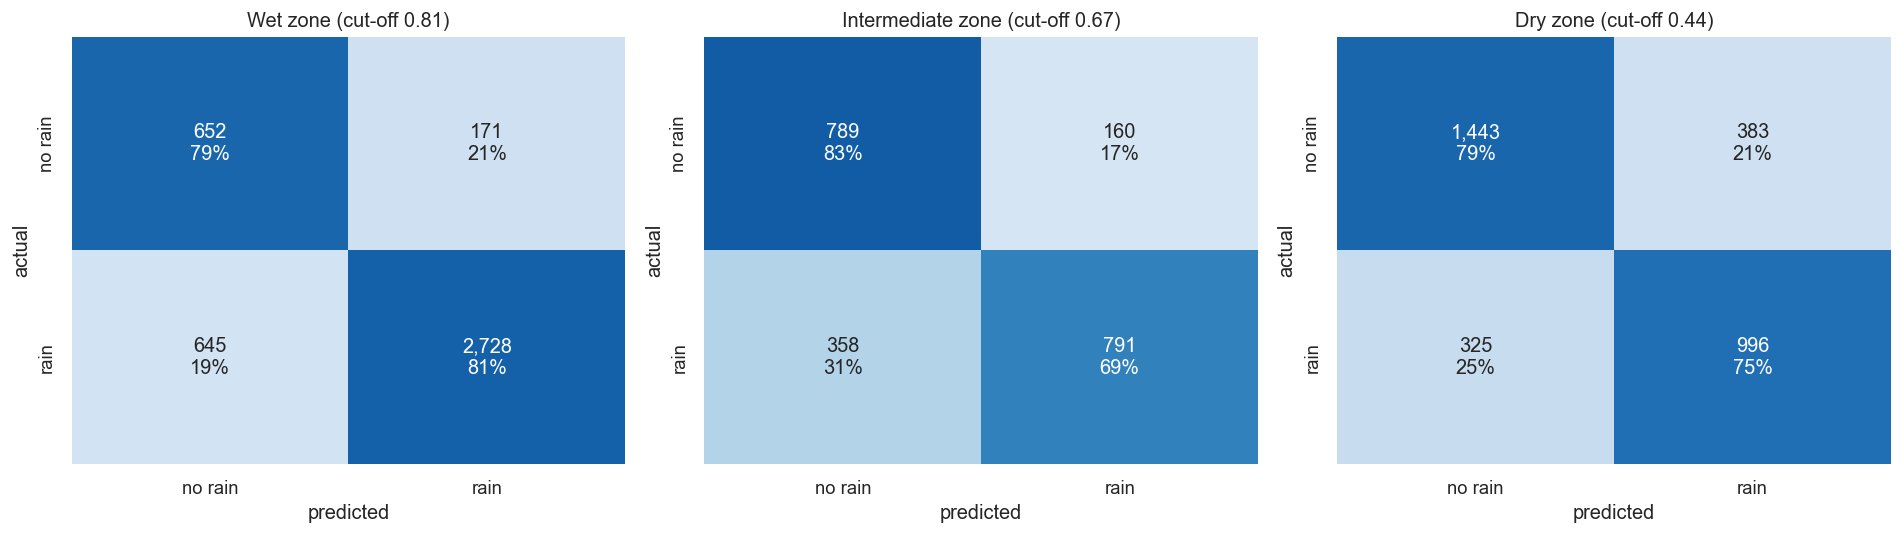 Wet zone (cut-off 0.81)
no rain
652
79%
171
21%
actual
rain
645
19%
2,728
81%
no rain
rain
predicted
Intermediate zone (cut-off 0.67)
no rain
789
83%
160
17%
actual
rain
358
31%
791
69%
no rain
rain
predicted
Dry zone (cut-off 0.44)
no rain
1,443
79%
383
21%
actual
rain
325
25%
996
75%
no rain
rain
predicted